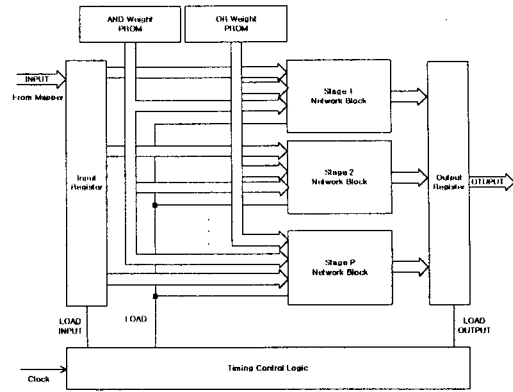 AND Weight
PROM
OR Weight
PROM
INPUT
From Mapper
Input
Register
Stage 1
Network Block
Stage 2
Network Block
Stage P
Network Block
Output
Register
OTUPUT
LOAD
INPUT
LOAD
LOAD
OUTPUT
Timing Control Logic
Clock